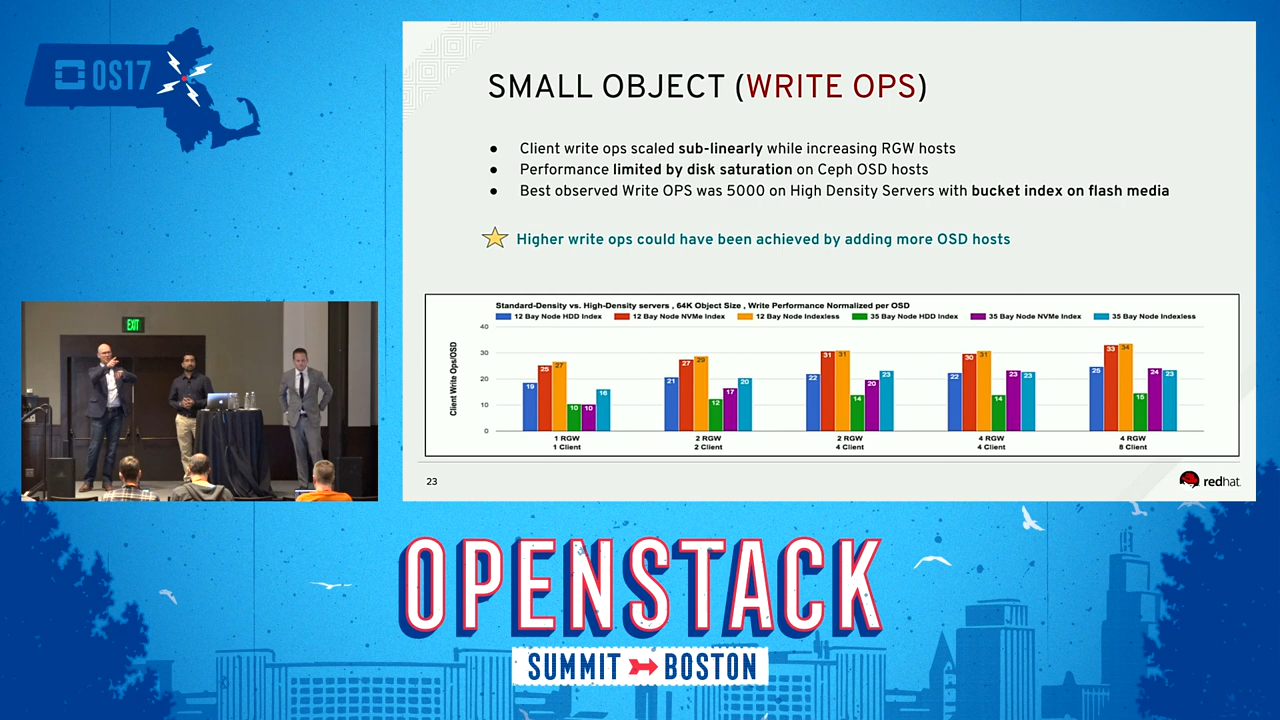 OS17
EXIT
SMALL OBJECT (WRITE OPS)
● Client write ops scaled sub-linearly while increasing RGW hosts
● Performance limited by disk saturation on Ceph OSD hosts
● Best observed Write OPS was 5000 on High Density Servers with bucket index on flash media
Higher write ops could have been achieved by adding more OSD hosts
Standard-Density vs. High-Density servers , 64K Object Size , Write Performance Normalized per OSD
12 Bay Node HDD Index 12 Bay Node NVMe Index 12 Bay Node Indexless 35 Bay Node HDD Index 35 Bay Node NVMe Index 35 Bay Node Indexless
Client Write Ops/OSD
40
30
20
10
0
19 25 27 10 10 16
21 27 29 12 17 20
22 31 31 14 20 23
22 30 31 14 23 23
25 33 34 15 24 23
1 RGW 2 RGW 2 RGW 4 RGW 4 RGW
1 Client 2 Client 4 Client 4 Client 8 Client
23
redhat.
OPENSTACK
SUMMIT BOSTON